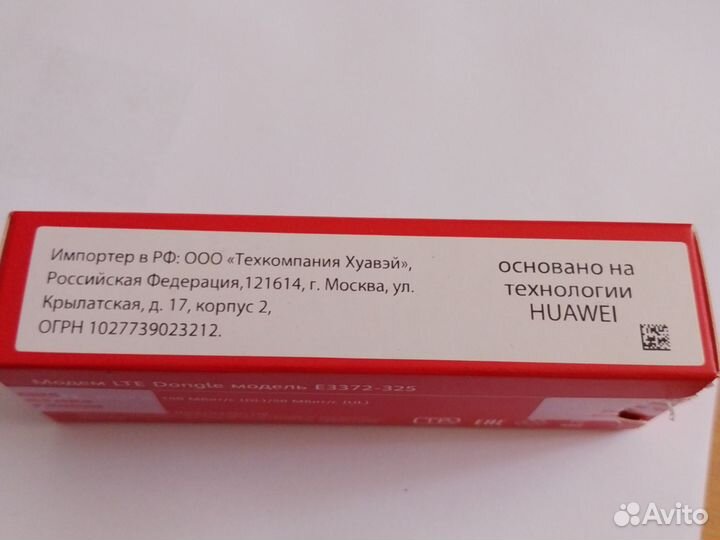 Импортер в РФ: ООО «Техкомпания Хуавэй»,
Российская Федерация,121614, г. Москва, ул.
Крылатская, д. 17, корпус 2,
ОГРН 1027739023212.
основано на
технологии
HUAWEI
Модем LTE Dongle модель E3372-325
EAC
Avito